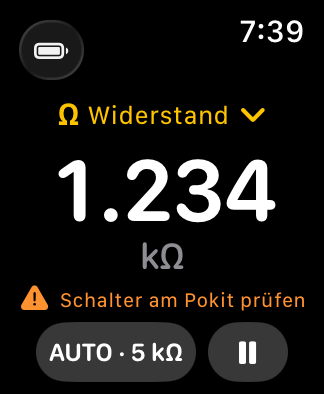 7:39
Ω Widerstand
1.234
kΩ
Schalter am Pokit prüfen
AUTO · 5 kΩ